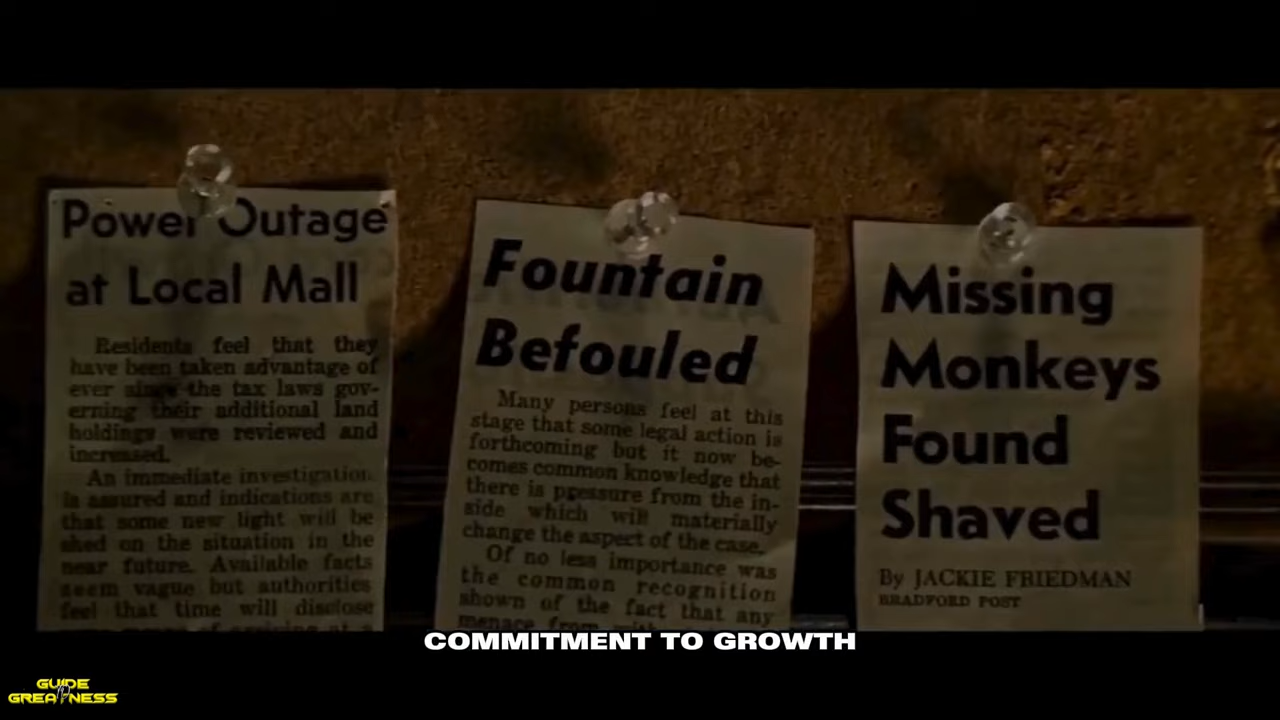 Power Outage
at Local Mall
Residents feel that they
have been taken advantage of
ever since the tax laws gov-
erning their additional land
holdings were reviewed and
increased.
An immediate investigation
is assured and indications are
that some new light will be
shed on the situation in the
near future. Available facts
seem vague but authorities
feel that time will disclose
Fountain
Befouled
Many persons feel at this
stage that some legal action is
forthcoming but it now be-
comes common knowledge that
there is pressure from the in-
side which will materially
change the aspect of the case.
Of no less importance was
the common recognition
shown of the fact that any
menace from
Missing
Monkeys
Found
Shaved
By JACKIE FRIEDMAN
BRADFORD POST
COMMITMENT TO GROWTH
GUIDE
TO
GREATNESS